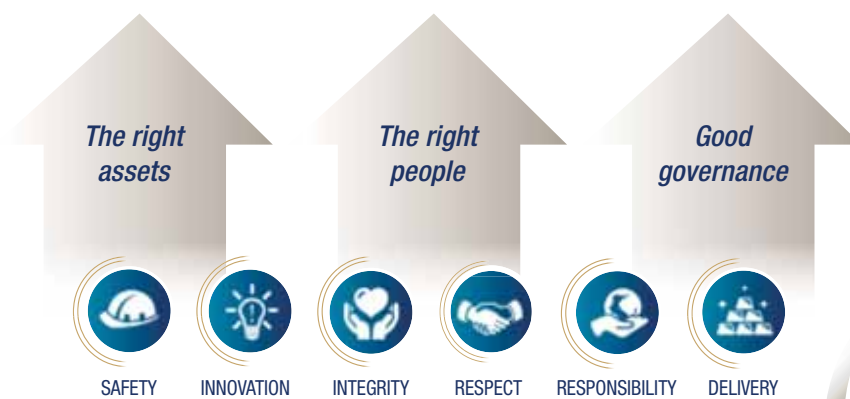 The right
assets
The right
people
Good
governance
SAFETY
INNOVATION
INTEGRITY
RESPECT
RESPONSIBILITY
DELIVERY